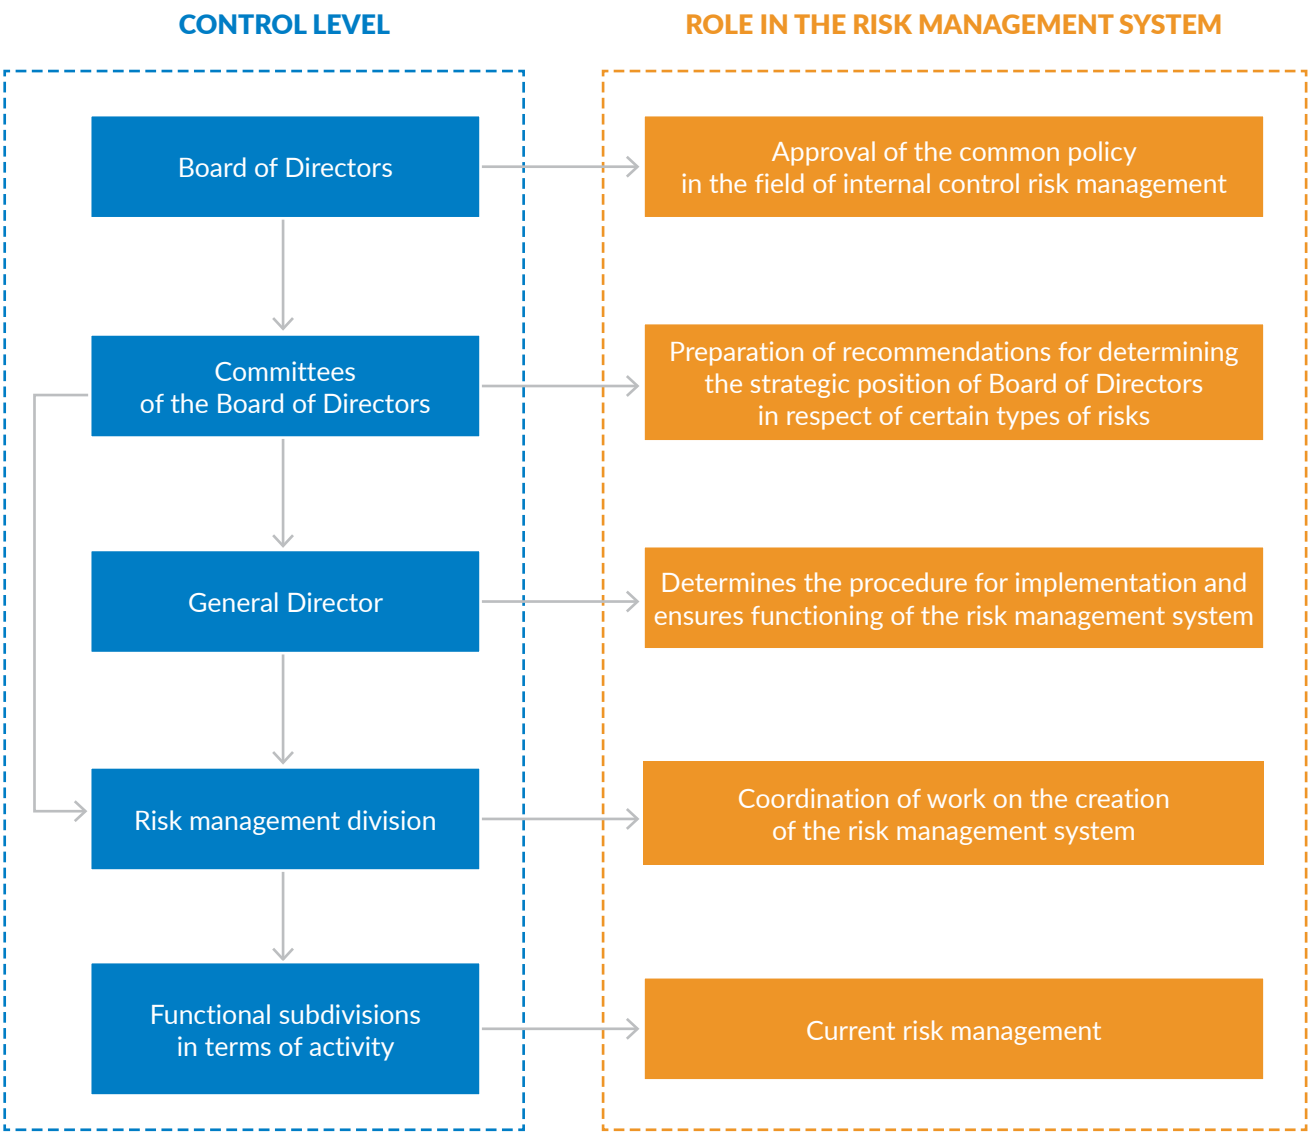 CONTROL LEVEL
ROLE IN THE RISK MANAGEMENT SYSTEM
Board of Directors
Approval of the common policy
in the field of internal control risk management
Committees
of the Board of Directors
Preparation of recommendations for determining
the strategic position of Board of Directors
in respect of certain types of risks
General Director
Determines the procedure for implementation and
ensures functioning of the risk management system
Risk management division
Coordination of work on the creation
of the risk management system
Functional subdivisions
in terms of activity
Current risk management